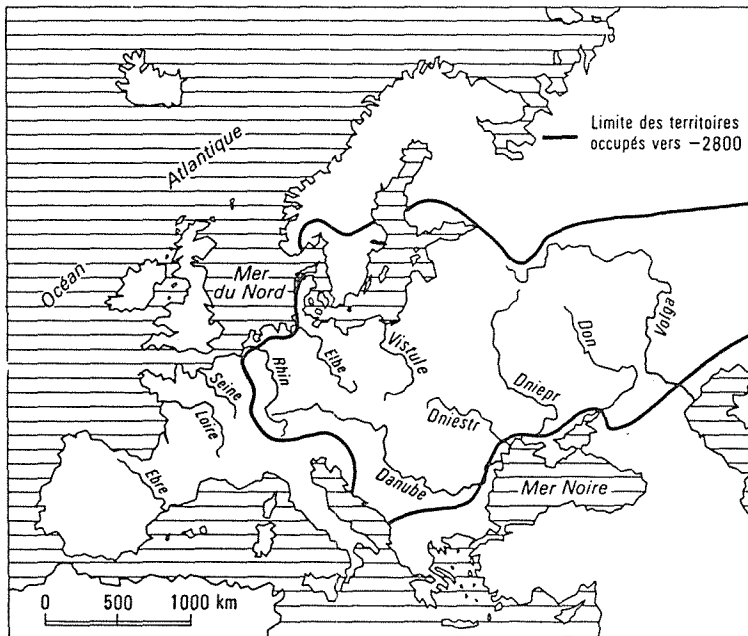 Limite des territoires
occupés vers −2800
Atlantique
Océan
Mer
du Nord
Elbe
Vistule
Rhin
Seine
Loire
Ebre
Danube
Dniestr
Dniepr
Don
Volga
Mer Noire
0 500 1000 km